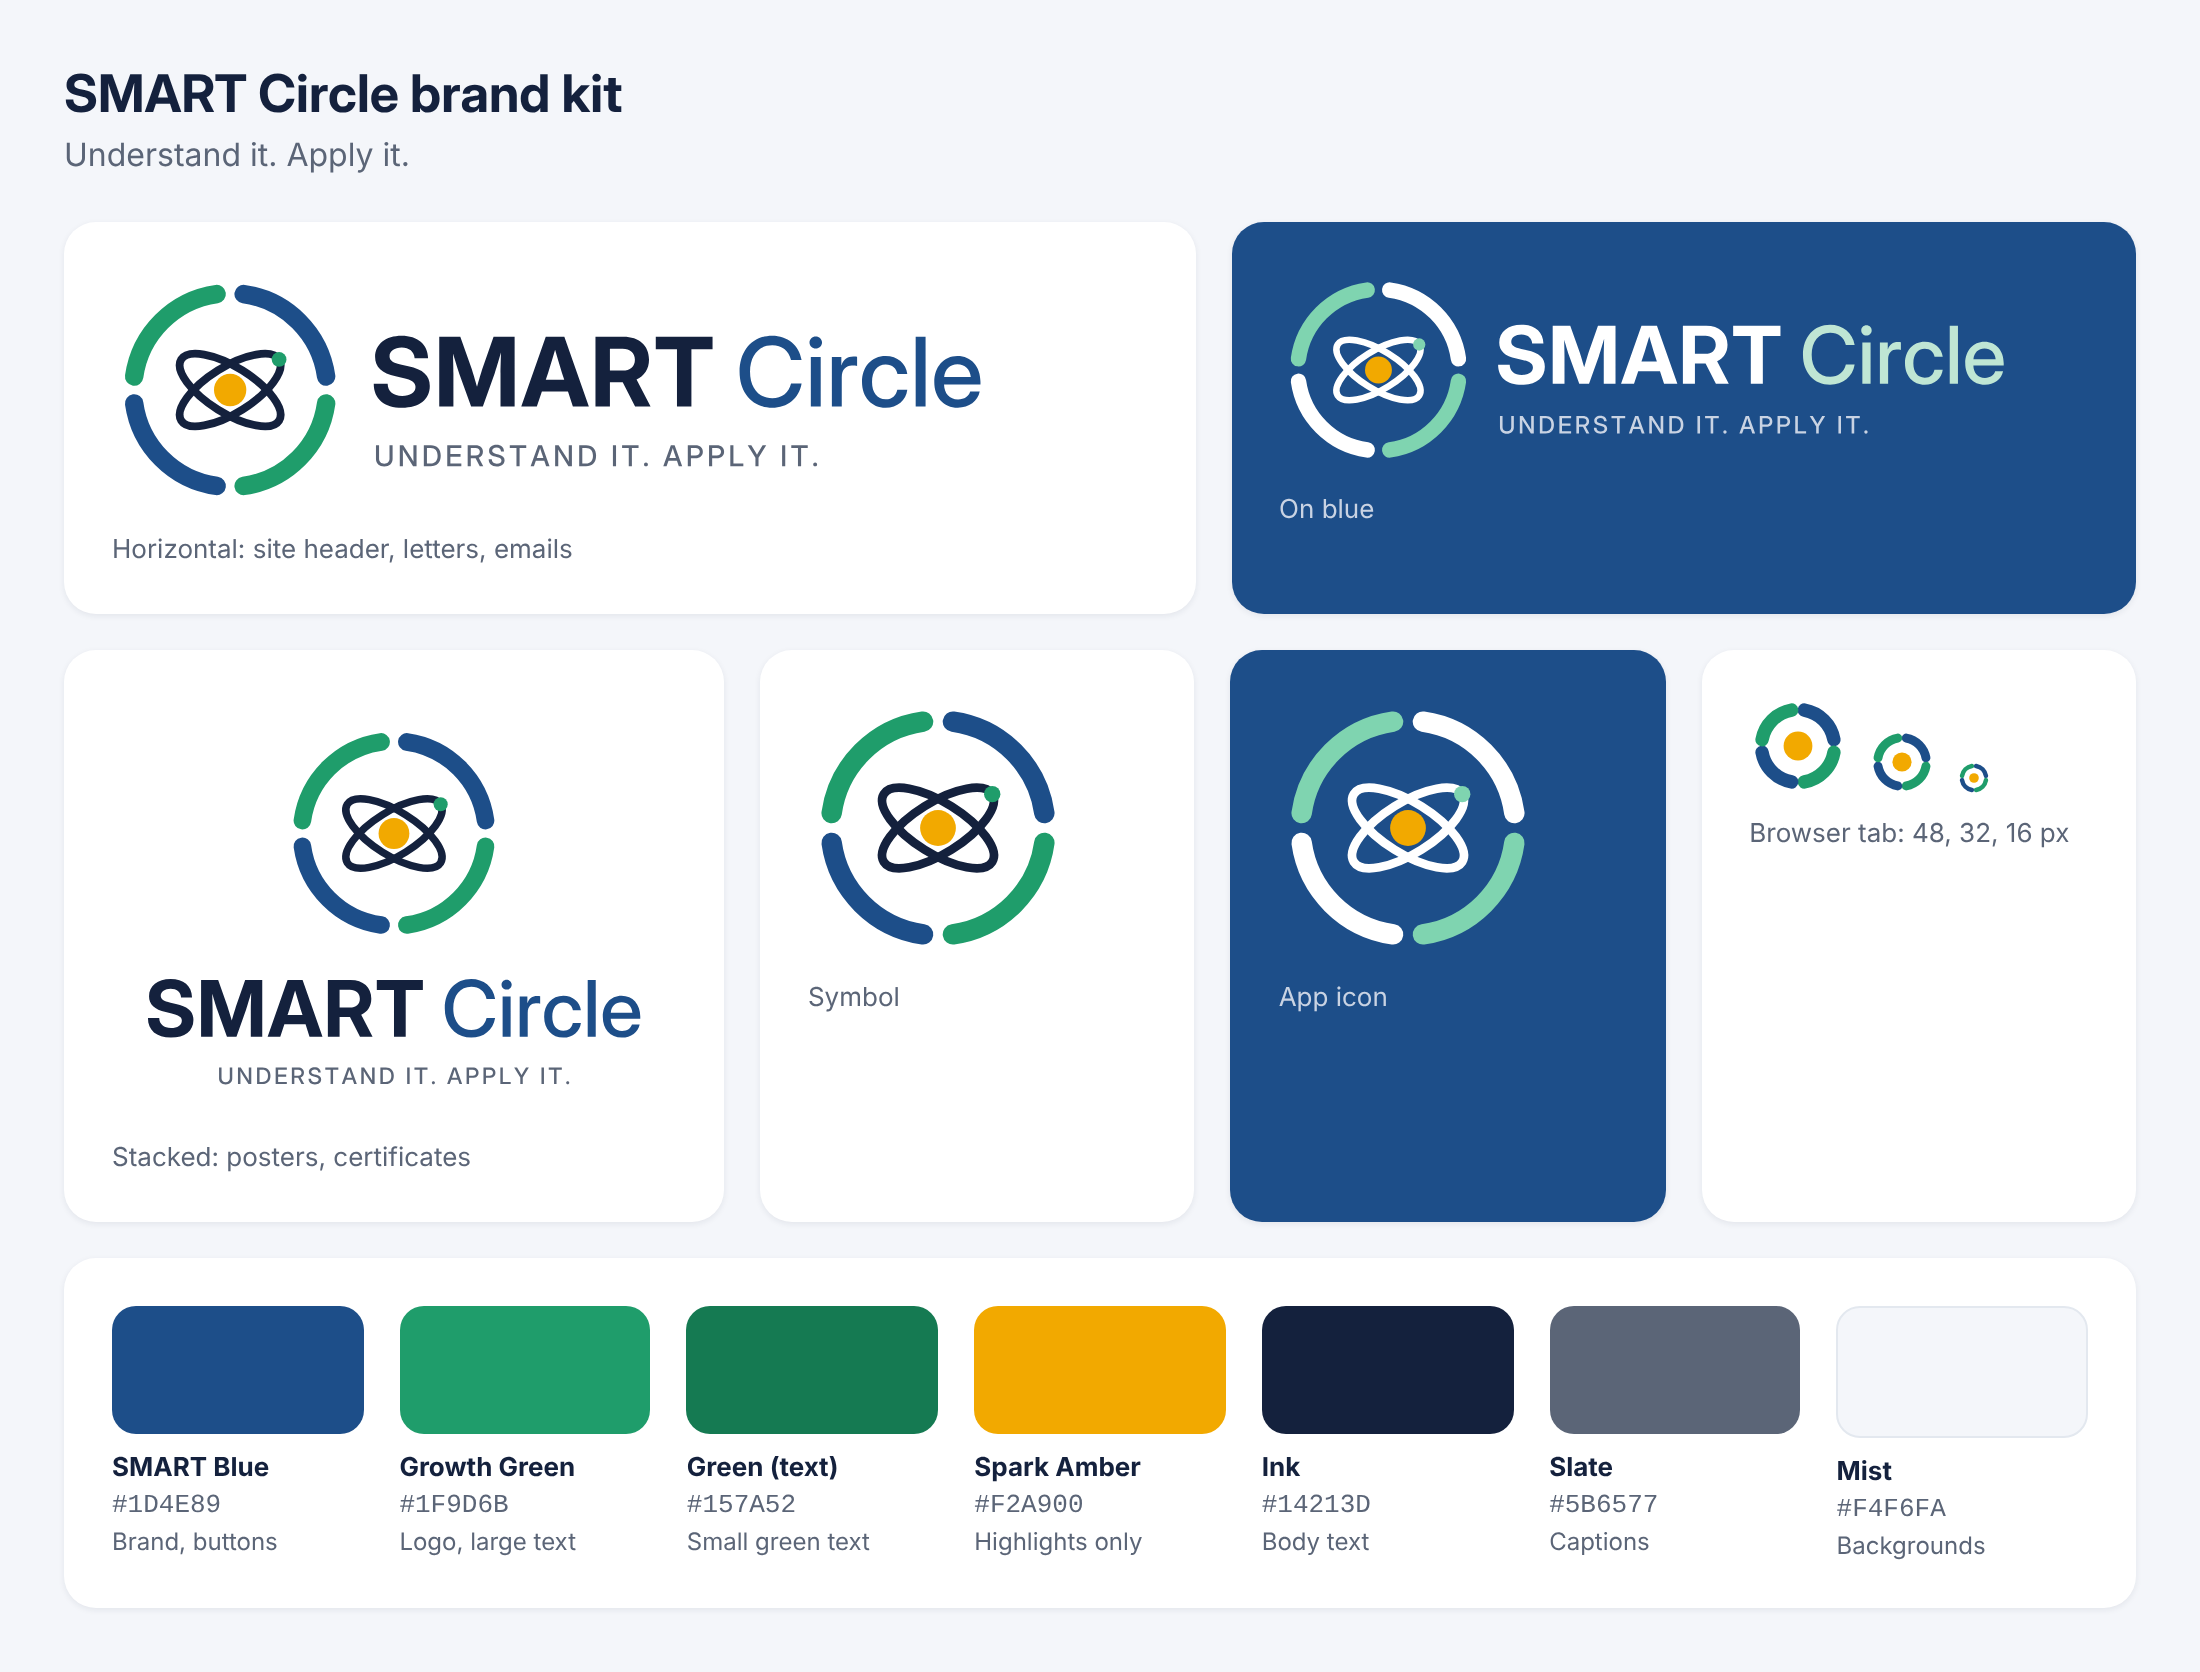 SMART Circle brand kit
Understand it. Apply it.
SMART Circle
UNDERSTAND IT. APPLY IT.
Horizontal: site header, letters, emails
SMART Circle
UNDERSTAND IT. APPLY IT.
On blue
SMART Circle
UNDERSTAND IT. APPLY IT.
Stacked: posters, certificates
Symbol
App icon
Browser tab: 48, 32, 16 px
SMART Blue
#1D4E89
Brand, buttons
Growth Green
#1F9D6B
Logo, large text
Green (text)
#157A52
Small green text
Spark Amber
#F2A900
Highlights only
Ink
#14213D
Body text
Slate
#5B6577
Captions
Mist
#F4F6FA
Backgrounds